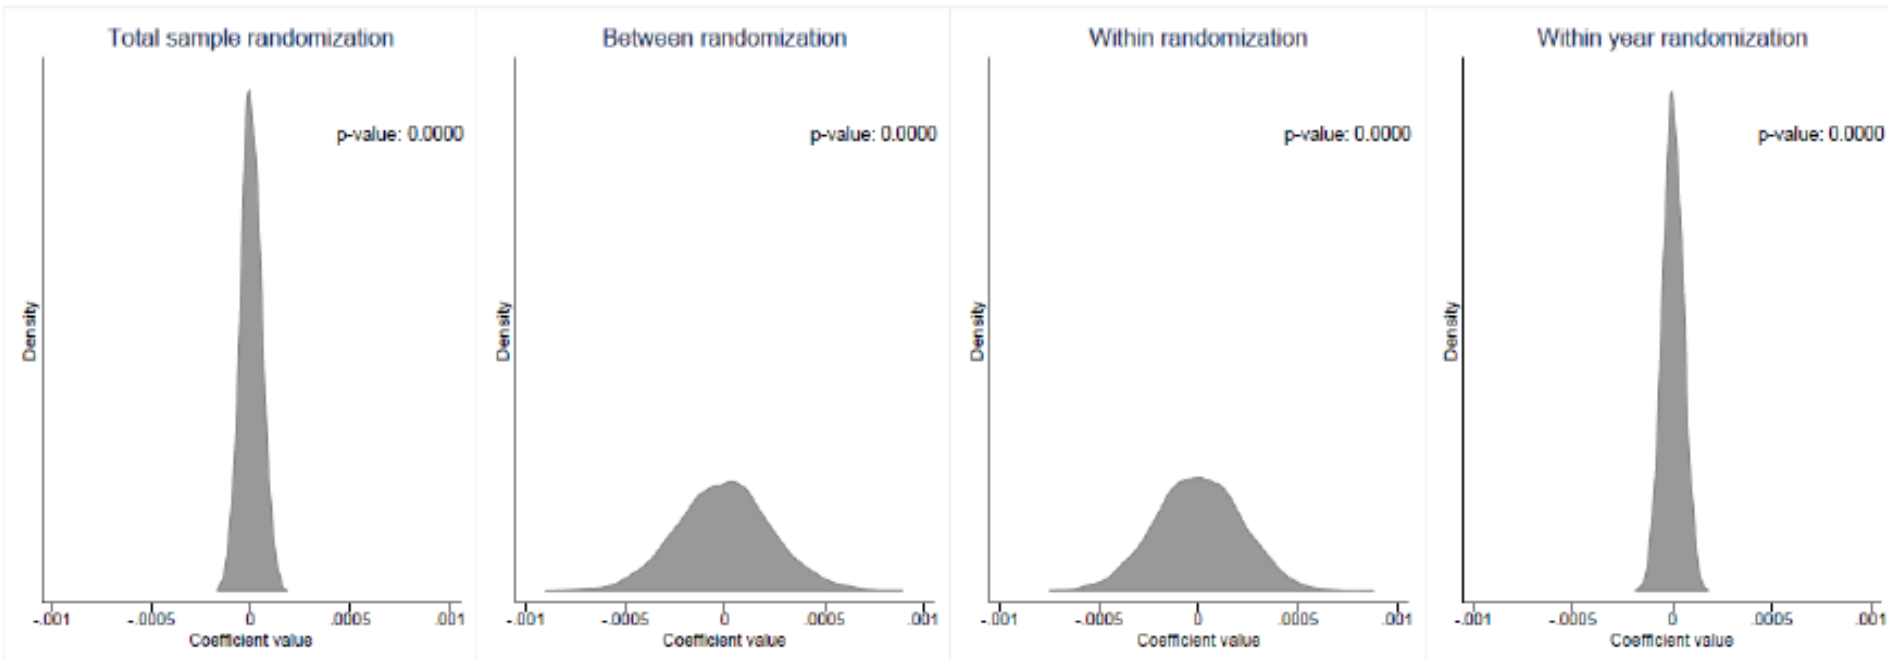 Total sample randomization
p-value: 0.0000
Density
-.001 -.0005 0 .0005 .001
Coefficient value
Between randomization
p-value: 0.0000
Density
-.001 -.0005 0 .0005 .001
Coefficient value
Within randomization
p-value: 0.0000
Density
-.001 -.0005 0 .0005 .001
Coefficient value
Within year randomization
p-value: 0.0000
Density
-.001 -.0005 0 .0005 .001
Coefficient value